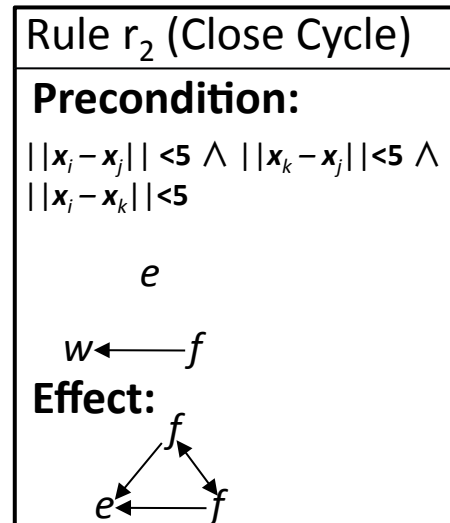 Rule r₂ (Close Cycle)
Precondition:
||xᵢ – xⱼ|| <5 ∧ ||xₖ – xⱼ||<5 ∧
||xᵢ – xₖ||<5
e
w f
Effect:
f
e f